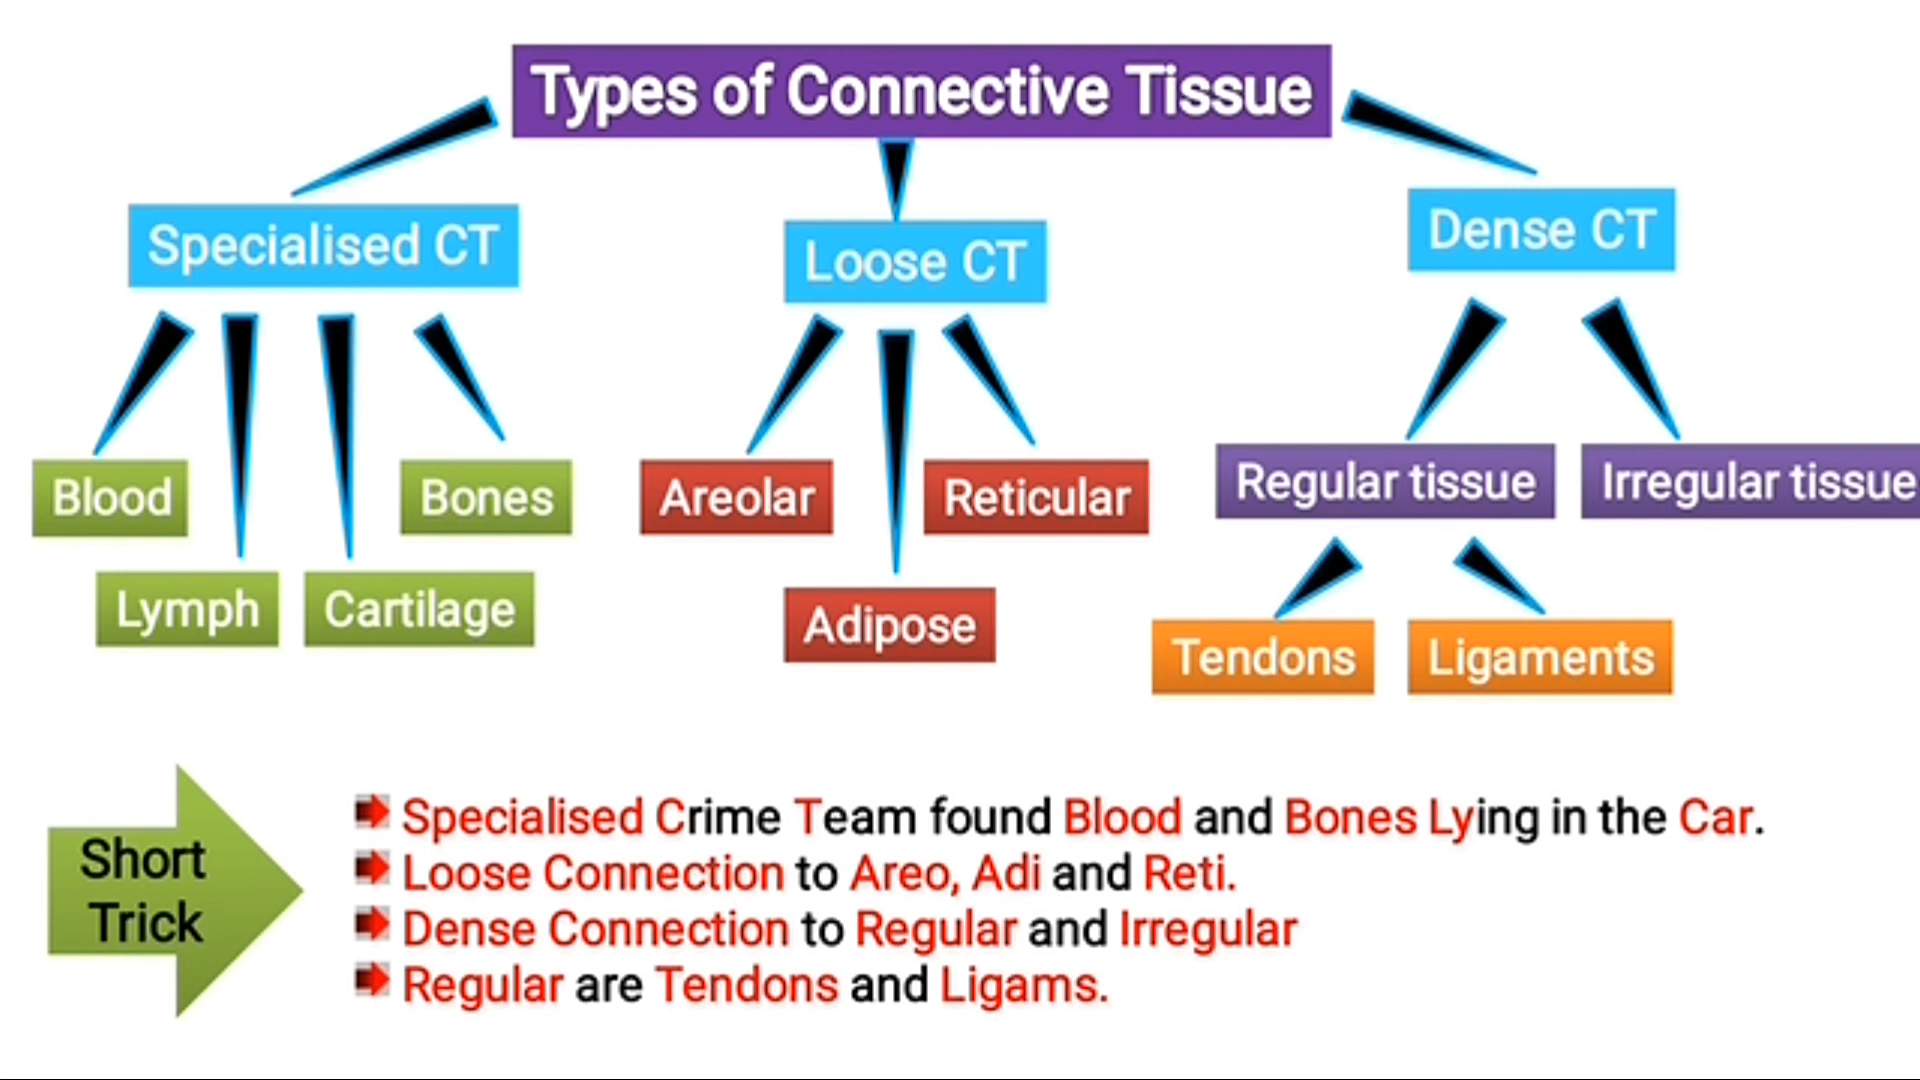 Types of Connective Tissue
Specialised CT
Loose CT
Dense CT
Blood
Lymph
Cartilage
Bones
Areolar
Adipose
Reticular
Regular tissue
Irregular tissue
Tendons
Ligaments
Short
Trick
Specialised Crime Team found Blood and Bones Lying in the Car.
Loose Connection to Areo, Adi and Reti.
Dense Connection to Regular and Irregular
Regular are Tendons and Ligams.